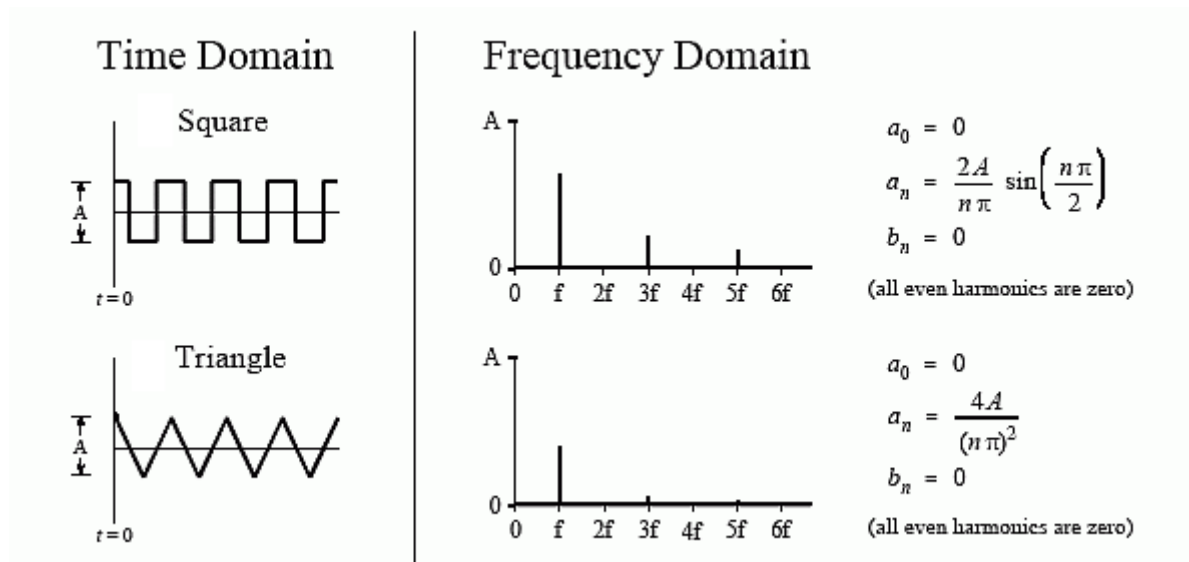 Time Domain
Frequency Domain
Square
A
t = 0
A
0
0 f 2f 3f 4f 5f 6f
a₀ = 0
aₙ = 2A/(nπ) sin(nπ/2)
bₙ = 0
(all even harmonics are zero)
Triangle
A
t = 0
A
0
0 f 2f 3f 4f 5f 6f
a₀ = 0
aₙ = 4A/(nπ)²
bₙ = 0
(all even harmonics are zero)